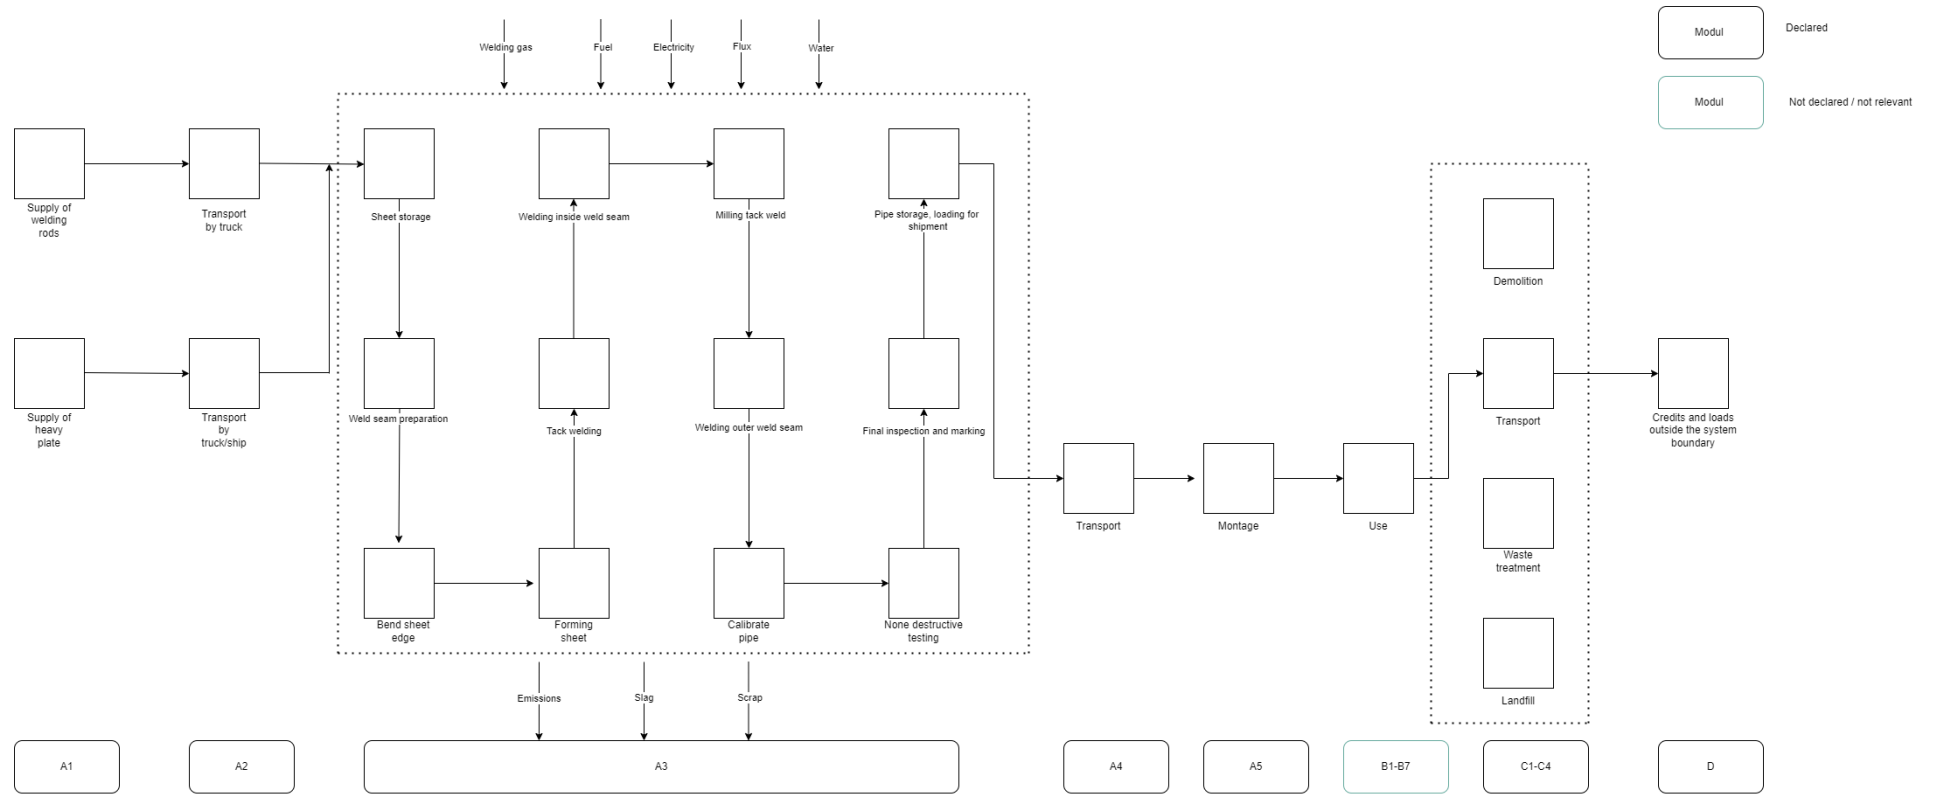 Modul
Declared
Modul
Not declared / not relevant
Welding gas
Fuel
Electricity
Flux
Water
Supply of
welding
rods
Transport
by truck
Sheet storage
Welding inside weld seam
Milling tack weld
Pipe storage, loading for
shipment
Supply of
heavy
plate
Transport
by
truck/ship
Weld seam preparation
Tack welding
Welding outer weld seam
Final inspection and marking
Bend sheet
edge
Forming
sheet
Calibrate
pipe
None destructive
testing
Transport
Montage
Use
Demolition
Transport
Waste
treatment
Landfill
Credits and loads
outside the system
boundary
Emissions
Slag
Scrap
A1
A2
A3
A4
A5
B1-B7
C1-C4
D